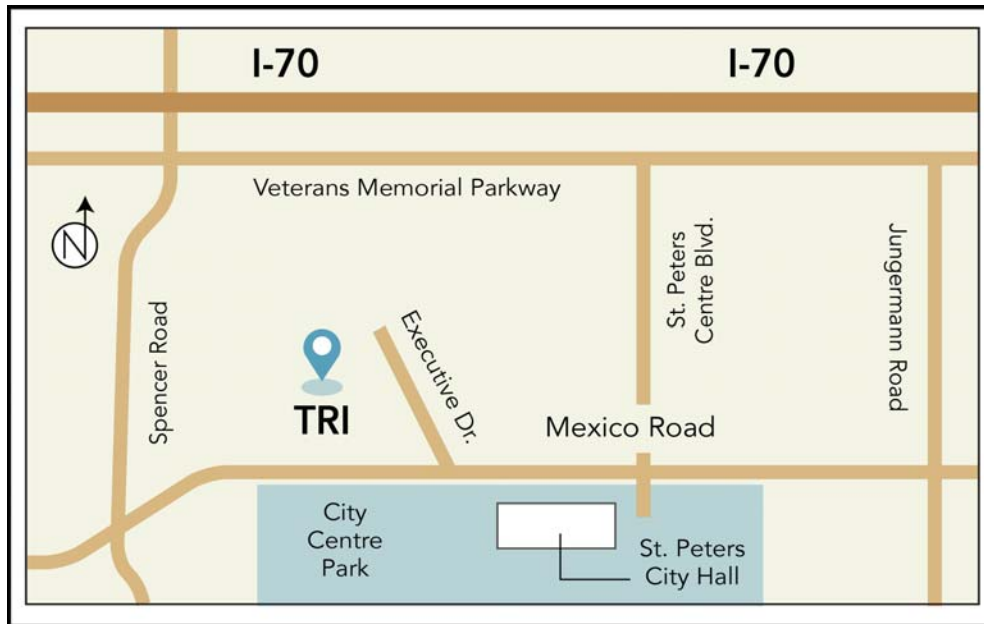 I-70
I-70
Veterans Memorial Parkway
N
St. Peters
Centre Blvd.
Jungermann Road
Spencer Road
Executive Dr.
TRI
Mexico Road
City
Centre
Park
St. Peters
City Hall